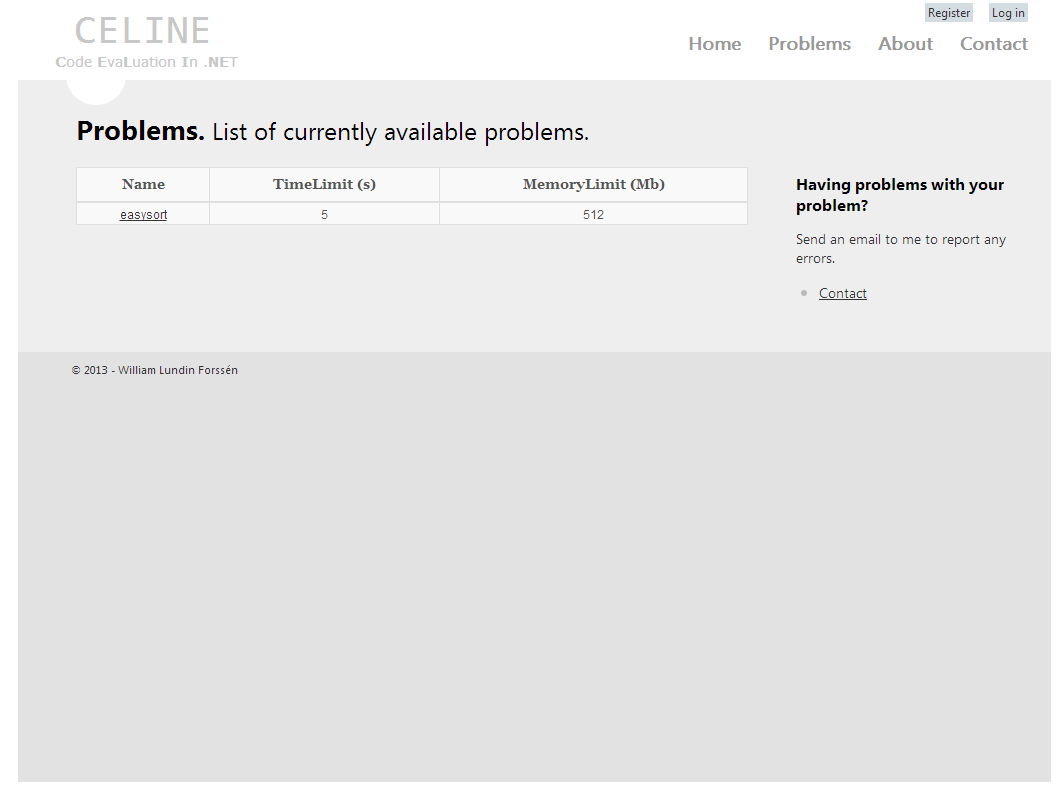 Register Log in
CELINE
Code EvaLuation In .NET
Home Problems About Contact
Problems. List of currently available problems.
Name TimeLimit (s) MemoryLimit (Mb)
easysort 5 512
Having problems with your
problem?
Send an email to me to report any
errors.
Contact
© 2013 - William Lundin Forssén